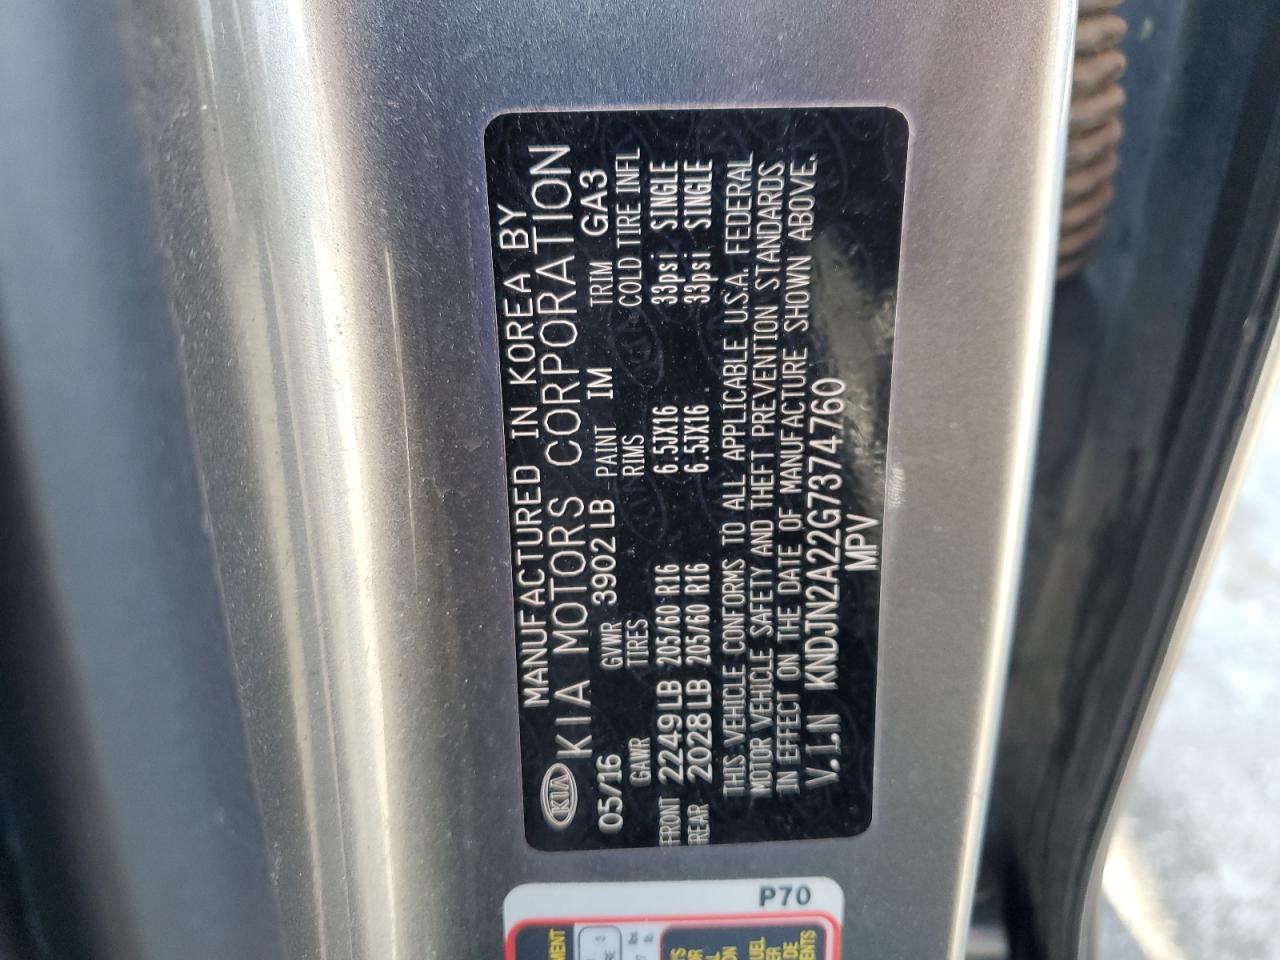 MANUFACTURED IN KOREA BY
KIA KIA MOTORS CORPORATION
05/16 GVWR 3902LB PAINT IM TRIM GA3
GAWR TIRES RIMS COLD TIRE INFL
FRONT 2249LB 205/60 R16 6.5JX16 33psi SINGLE
REAR 2028LB 205/60 R16 6.5JX16 33psi SINGLE
THIS VEHICLE CONFORMS TO ALL APPLICABLE U.S.A. FEDERAL
MOTOR VEHICLE SAFETY AND THEFT PREVENTION STANDARDS
IN EFFECT ON THE DATE OF MANUFACTURE SHOWN ABOVE.
V.I.N KNDJN2A22G7374760
MPV
P70